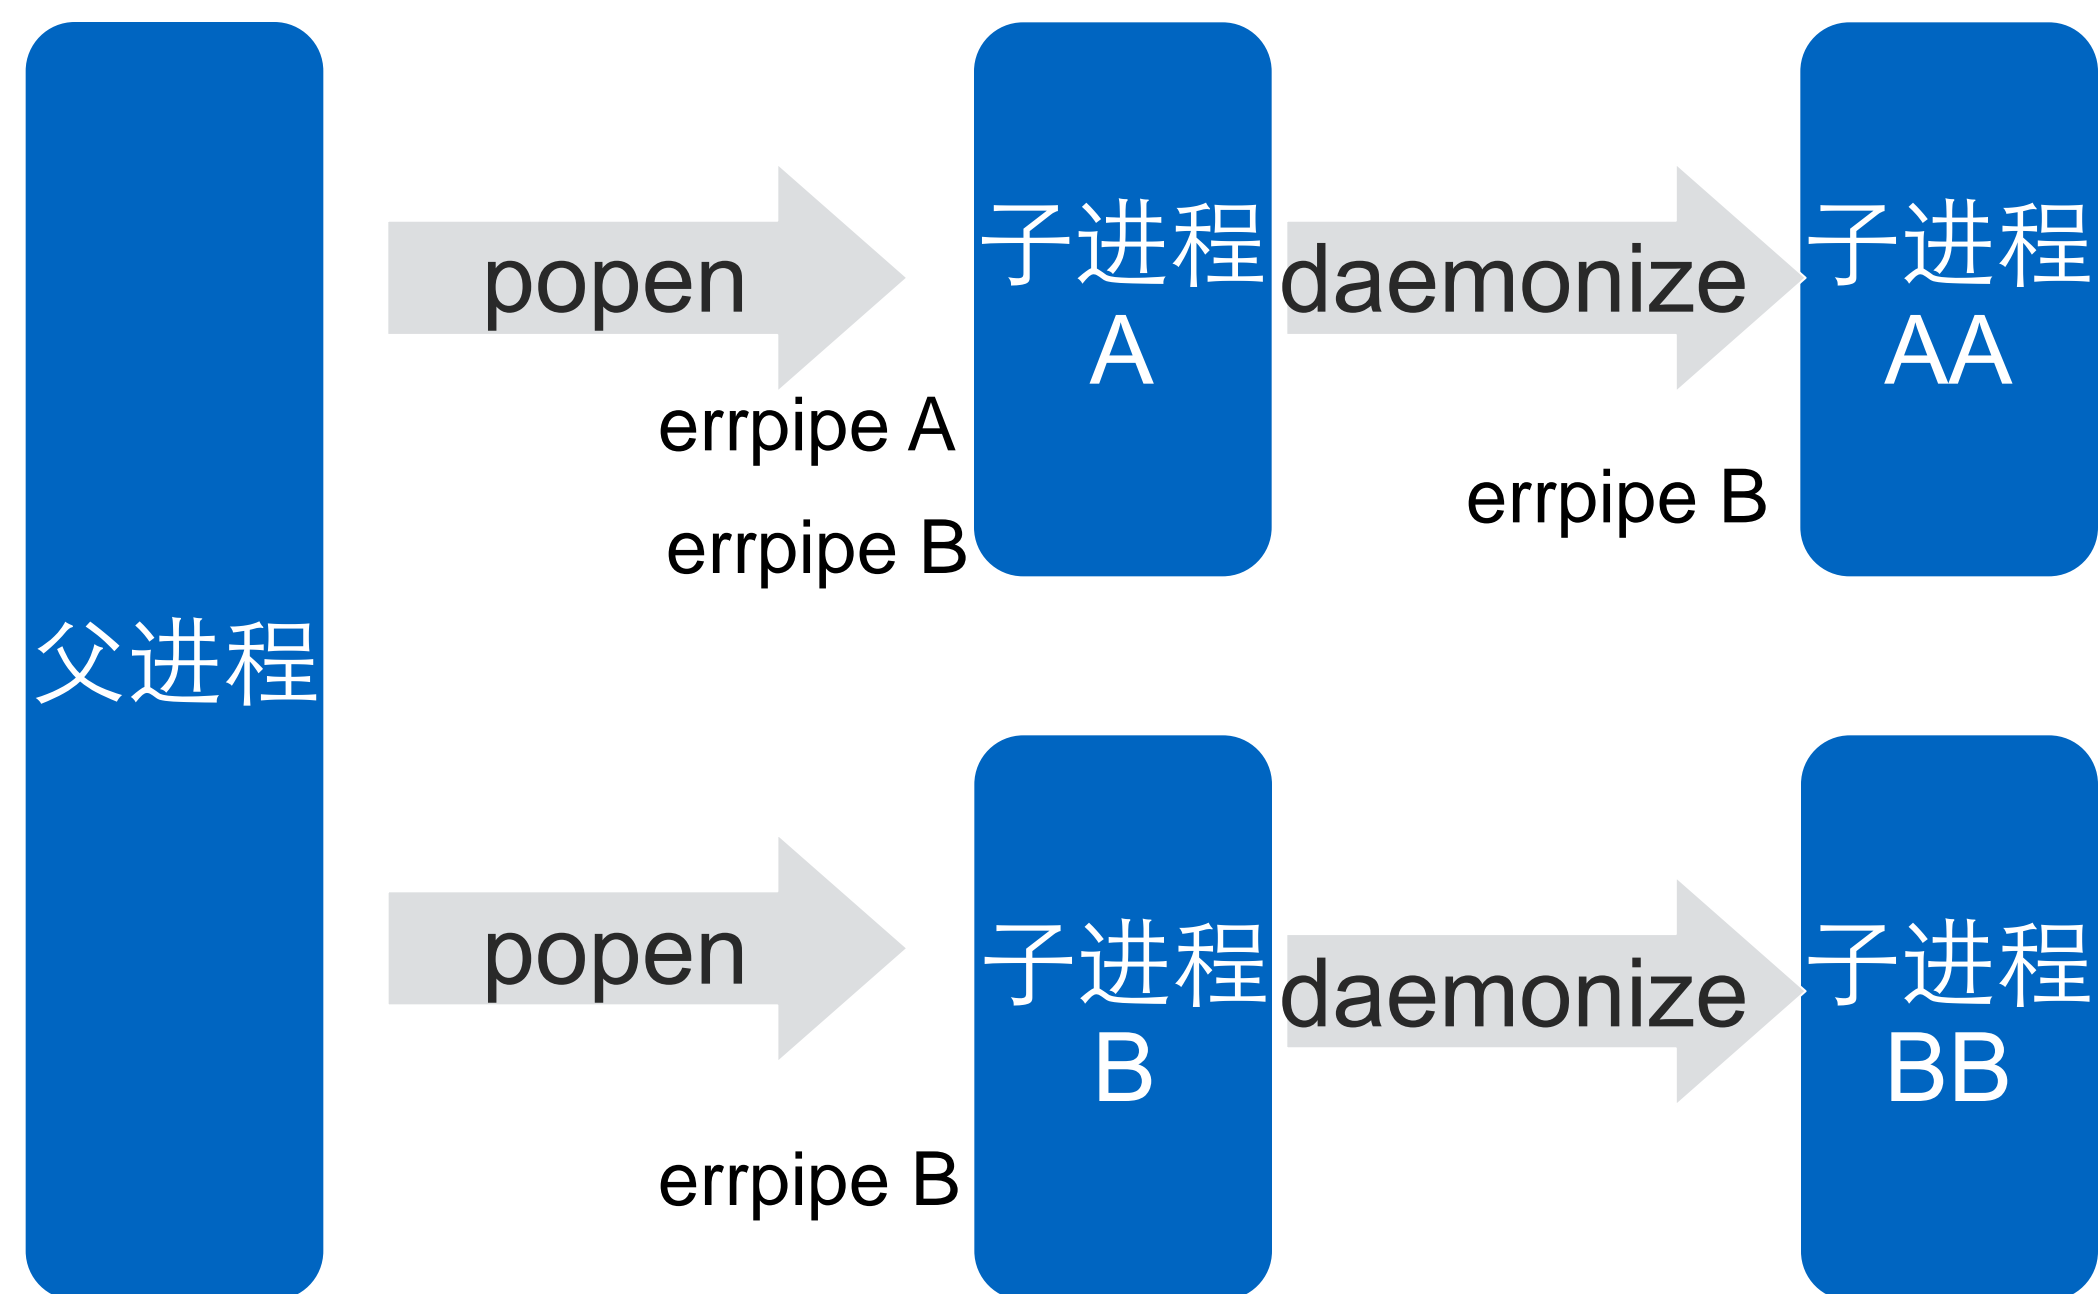 父进程
popen
errpipe A
errpipe B
子进程
A
daemonize
errpipe B
子进程
AA
popen
errpipe B
子进程
B
daemonize
子进程
BB